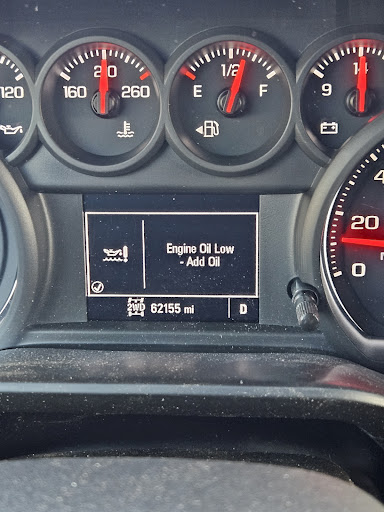 120
160 210 260
E 1/2 F
9 14
Engine Oil Low
- Add Oil
2WD 62155 mi D
20
0